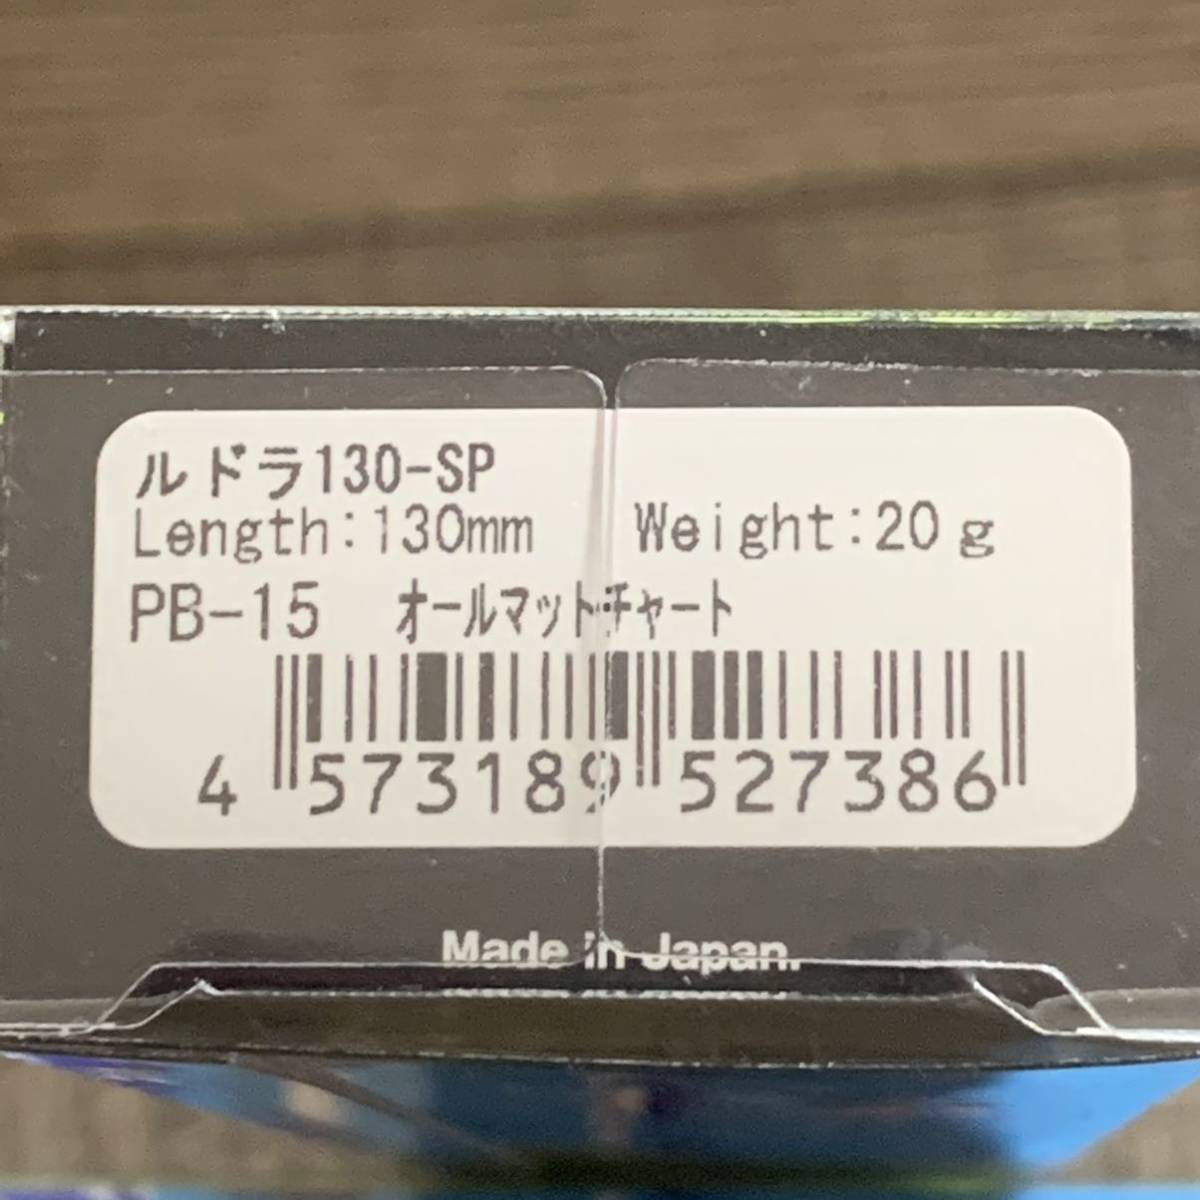 ルドラ130-SP
Length:130mm Weight:20g
PB-15 オールマットチャート
4 573189 527386
Made in Japan.